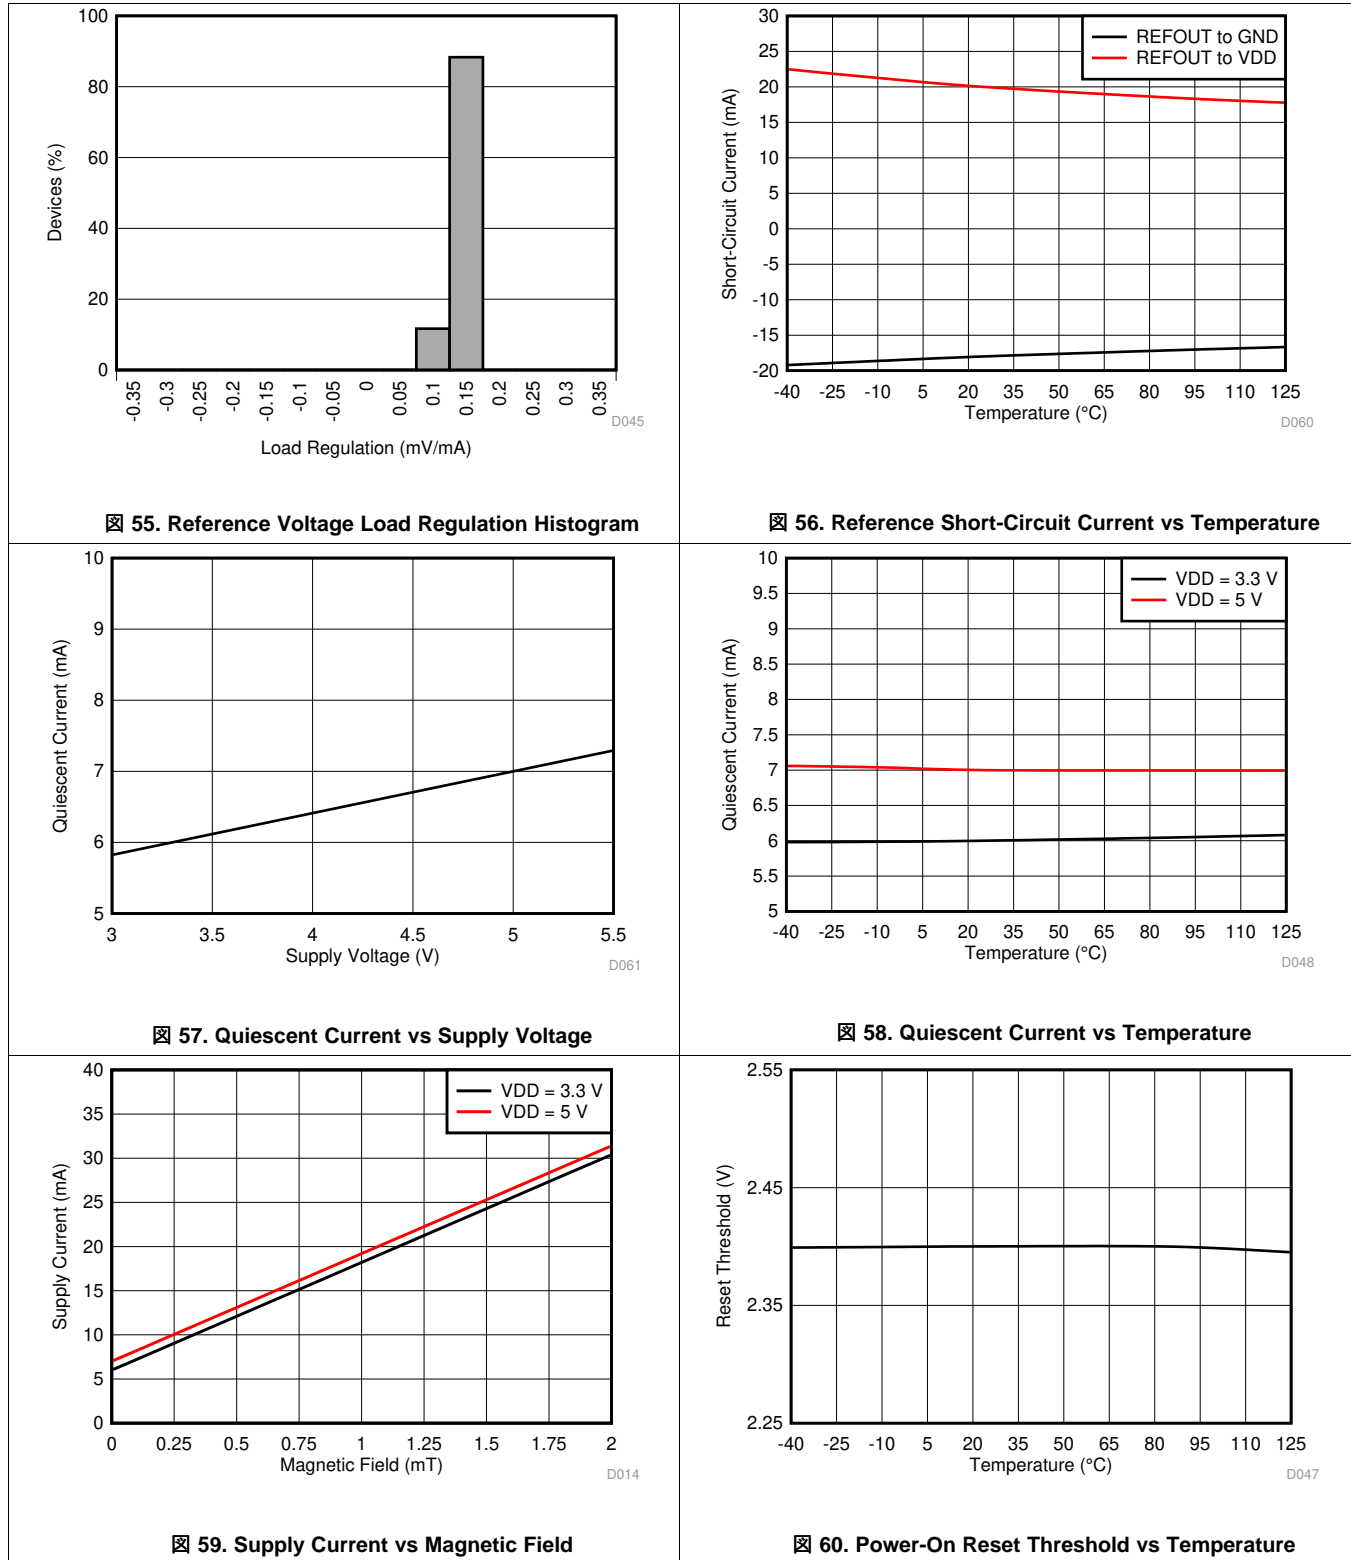 100
80
60
40
20
0
Devices (%)
-0.35
-0.3
-0.25
-0.2
-0.15
-0.1
-0.05
0
0.05
0.1
0.15
0.2
0.25
0.3
0.35
D045
Load Regulation (mV/mA)
図 55. Reference Voltage Load Regulation Histogram
30
25
20
15
10
5
0
-5
-10
-15
-20
Short-Circuit Current (mA)
REFOUT to GND
REFOUT to VDD
-40 -25 -10 5 20 35 50 65 80 95 110 125
Temperature (°C)
D060
図 56. Reference Short-Circuit Current vs Temperature
10
9
8
7
6
5
Quiescent Current (mA)
3 3.5 4 4.5 5 5.5
Supply Voltage (V)
D061
図 57. Quiescent Current vs Supply Voltage
10
9.5
9
8.5
8
7.5
7
6.5
6
5.5
5
Quiescent Current (mA)
VDD = 3.3 V
VDD = 5 V
-40 -25 -10 5 20 35 50 65 80 95 110 125
Temperature (°C)
D048
図 58. Quiescent Current vs Temperature
40
35
30
25
20
15
10
5
0
Supply Current (mA)
VDD = 3.3 V
VDD = 5 V
0 0.25 0.5 0.75 1 1.25 1.5 1.75 2
Magnetic Field (mT)
D014
図 59. Supply Current vs Magnetic Field
2.55
2.45
2.35
2.25
Reset Threshold (V)
-40 -25 -10 5 20 35 50 65 80 95 110 125
Temperature (°C)
D047
図 60. Power-On Reset Threshold vs Temperature